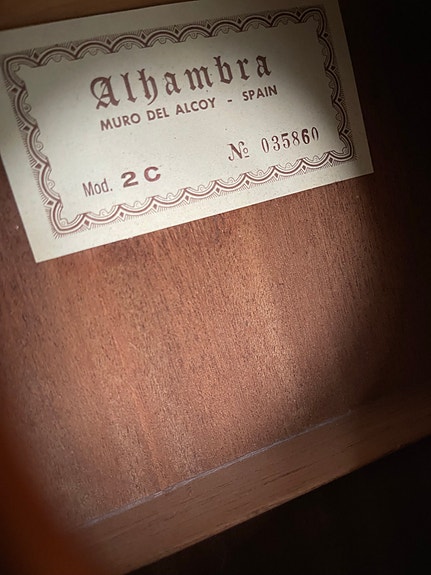 Alhambra
MURO DEL ALCOY - SPAIN
Nº 035860
Mod. 2C